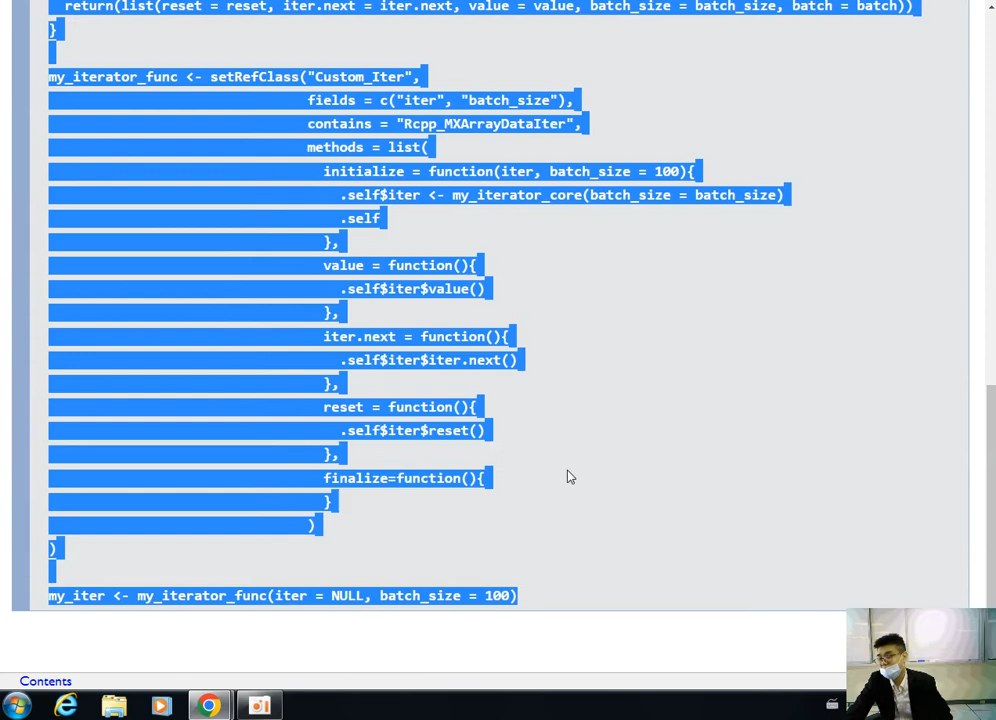 return(list(reset = reset, iter.next = iter.next, value = value, batch_size = batch_size, batch = batch))
}
my_iterator_func <- setRefClass("Custom_Iter",
fields = c("iter", "batch_size"),
contains = "Rcpp_MXArrayDataIter",
methods = list(
initialize = function(iter, batch_size = 100){
.self$iter <- my_iterator_core(batch_size = batch_size)
.self
},
value = function(){
.self$iter$value()
},
iter.next = function(){
.self$iter$iter.next()
},
reset = function(){
.self$iter$reset()
},
finalize=function(){
}
)
)
my_iter <- my_iterator_func(iter = NULL, batch_size = 100)
Contents